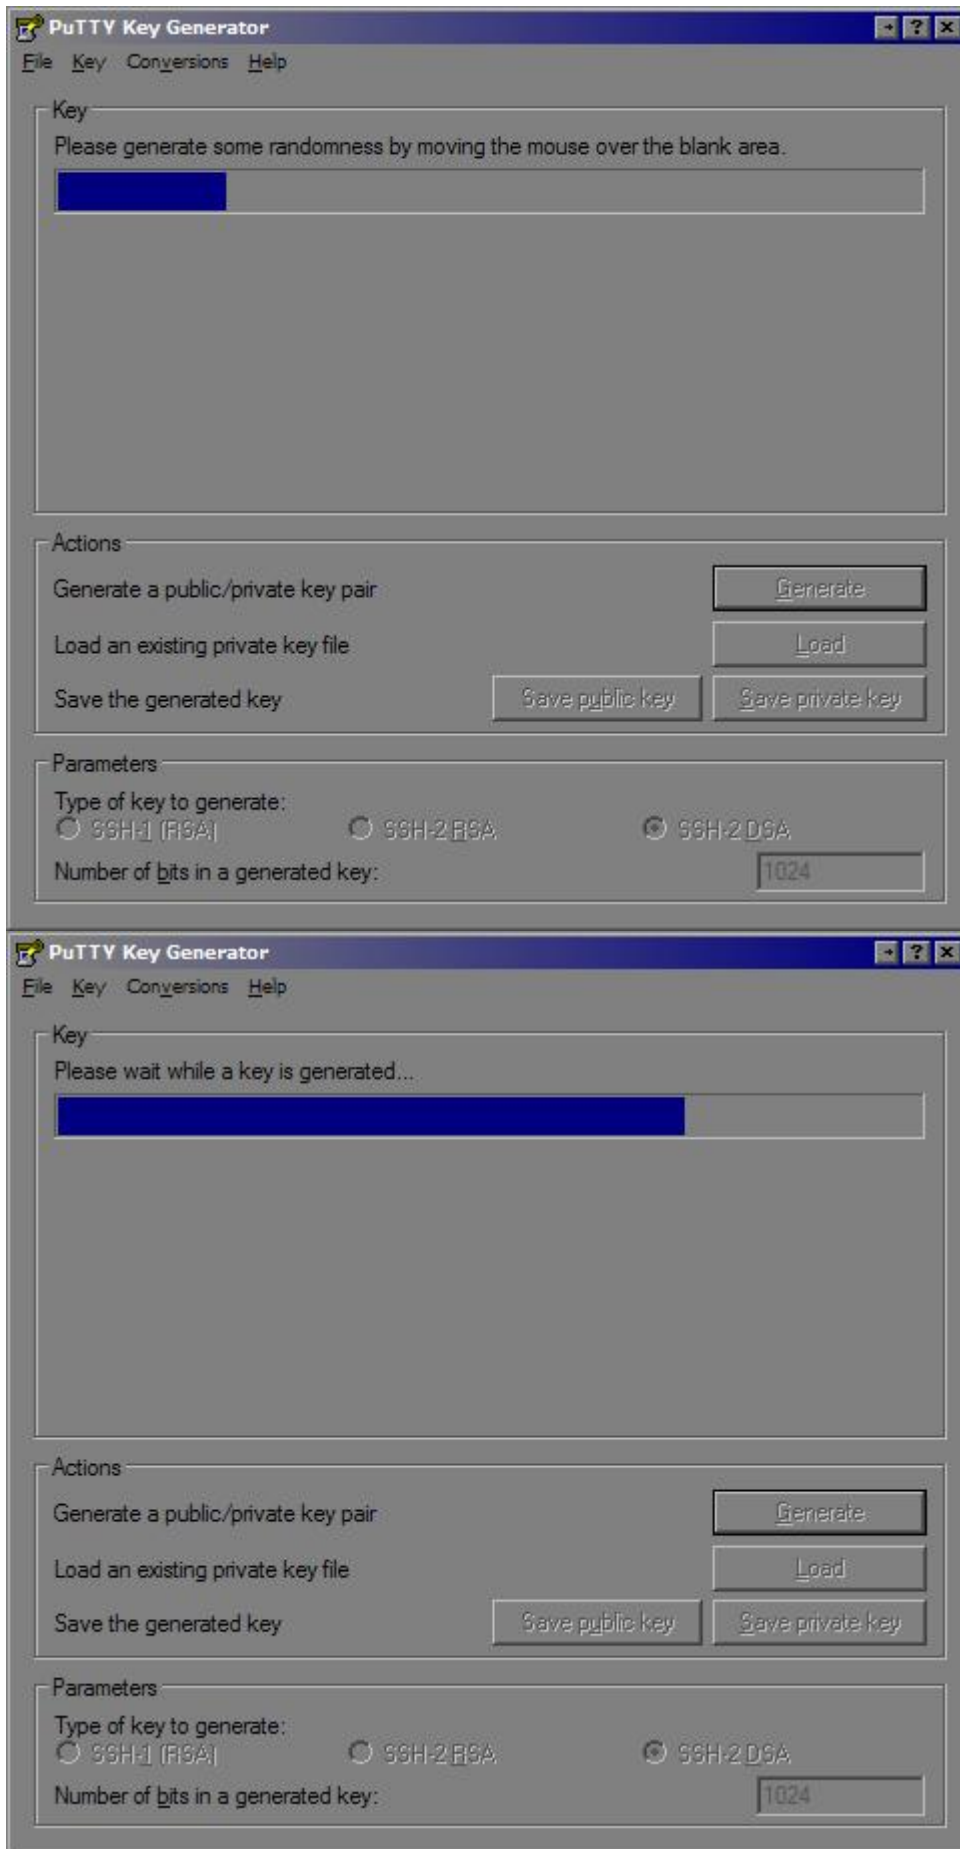 PuTTY Key Generator
File Key Conversions Help
Key
Please generate some randomness by moving the mouse over the blank area.
Actions
Generate a public/private key pair Generate
Load an existing private key file Load
Save the generated key Save public key Save private key
Parameters
Type of key to generate:
SSH-1 (RSA) SSH-2 RSA SSH-2 DSA
Number of bits in a generated key: 1024
PuTTY Key Generator
File Key Conversions Help
Key
Please wait while a key is generated...
Actions
Generate a public/private key pair Generate
Load an existing private key file Load
Save the generated key Save public key Save private key
Parameters
Type of key to generate:
SSH-1 (RSA) SSH-2 RSA SSH-2 DSA
Number of bits in a generated key: 1024